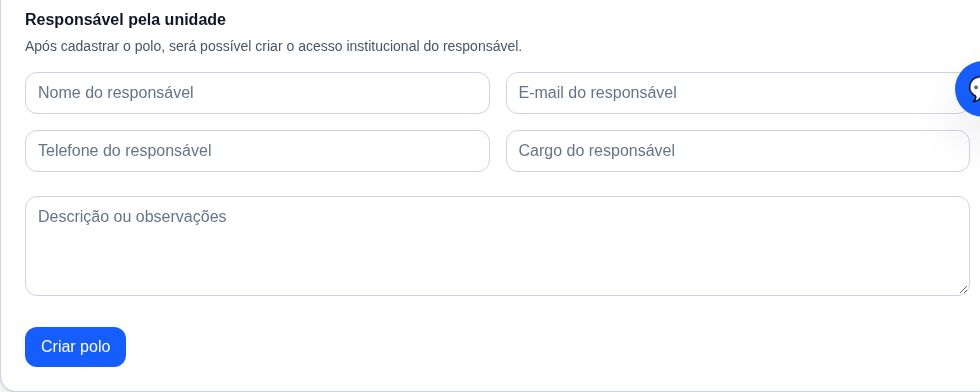 Responsável pela unidade
Após cadastrar o polo, será possível criar o acesso institucional do responsável.
Nome do responsável
E-mail do responsável
Telefone do responsável
Cargo do responsável
Descrição ou observações
Criar polo